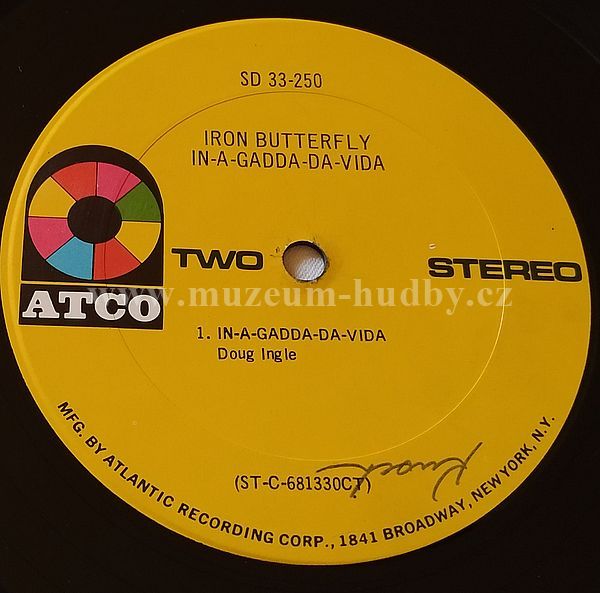 SD 33-250
IRON BUTTERFLY
IN-A-GADDA-DA-VIDA
ATCO
TWO
STEREO
www.muzeum-hudby.cz
1. IN-A-GADDA-DA-VIDA
Doug Ingle
(ST-C-681330CT)
MFG. BY ATLANTIC RECORDING CORP., 1841 BROADWAY, NEW YORK, N.Y.